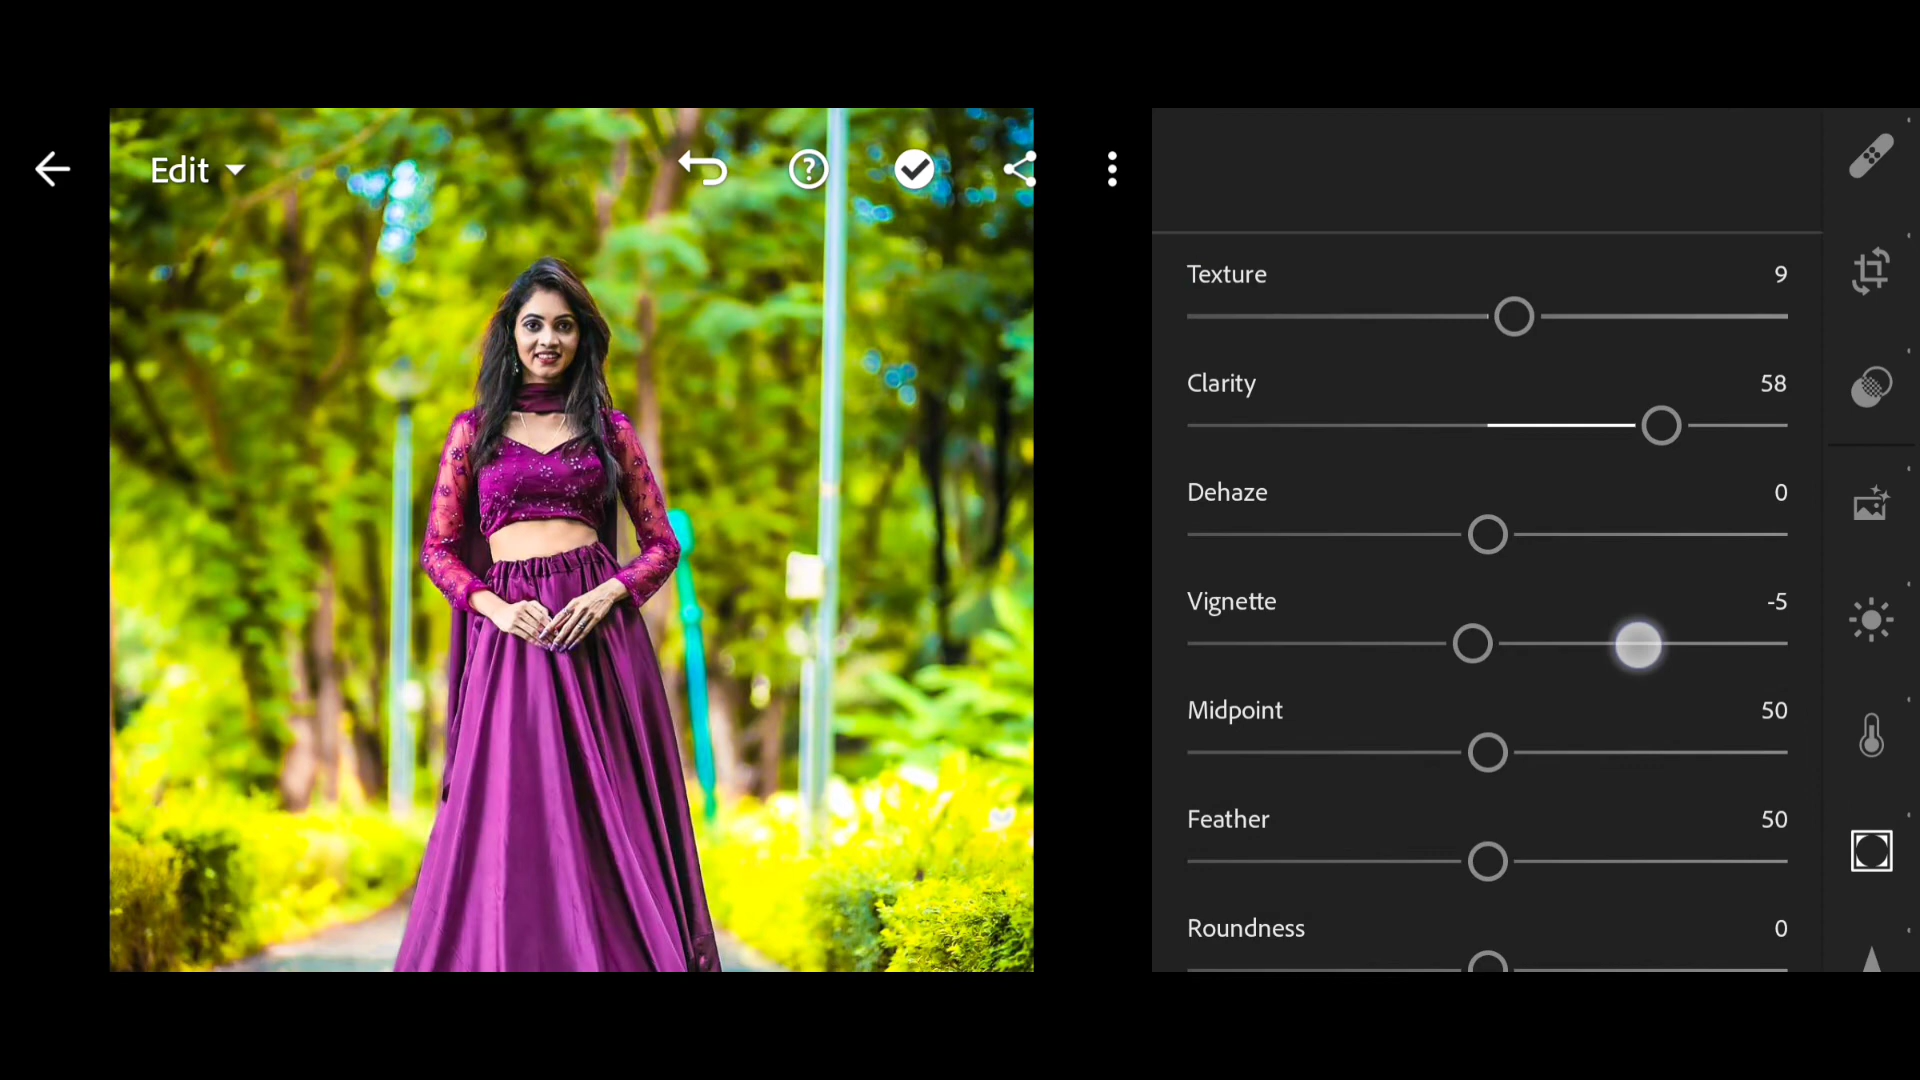 Edit
Texture 9
Clarity 58
Dehaze 0
Vignette -5
Midpoint 50
Feather 50
Roundness 0